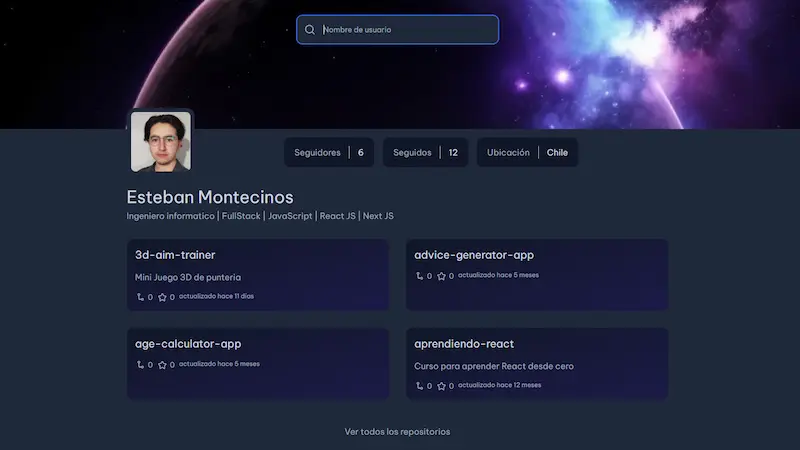 Nombre de usuario
Seguidores | 6
Seguidos | 12
Ubicación | Chile
Esteban Montecinos
Ingeniero informatico | FullStack | JavaScript | React JS | Next JS
3d-aim-trainer
Mini Juego 3D de punteria
0 0 actualizado hace 11 días
advice-generator-app
0 0 actualizado hace 5 meses
age-calculator-app
0 0 actualizado hace 5 meses
aprendiendo-react
Curso para aprender React desde cero
0 0 actualizado hace 12 meses
Ver todos los repositorios